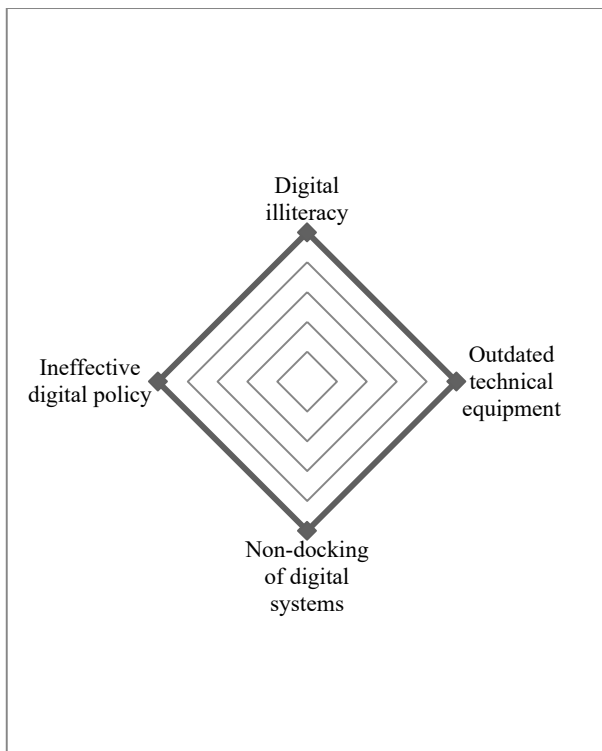 Digital
illiteracy
Ineffective
digital policy
Outdated
technical
equipment
Non-docking
of digital
systems